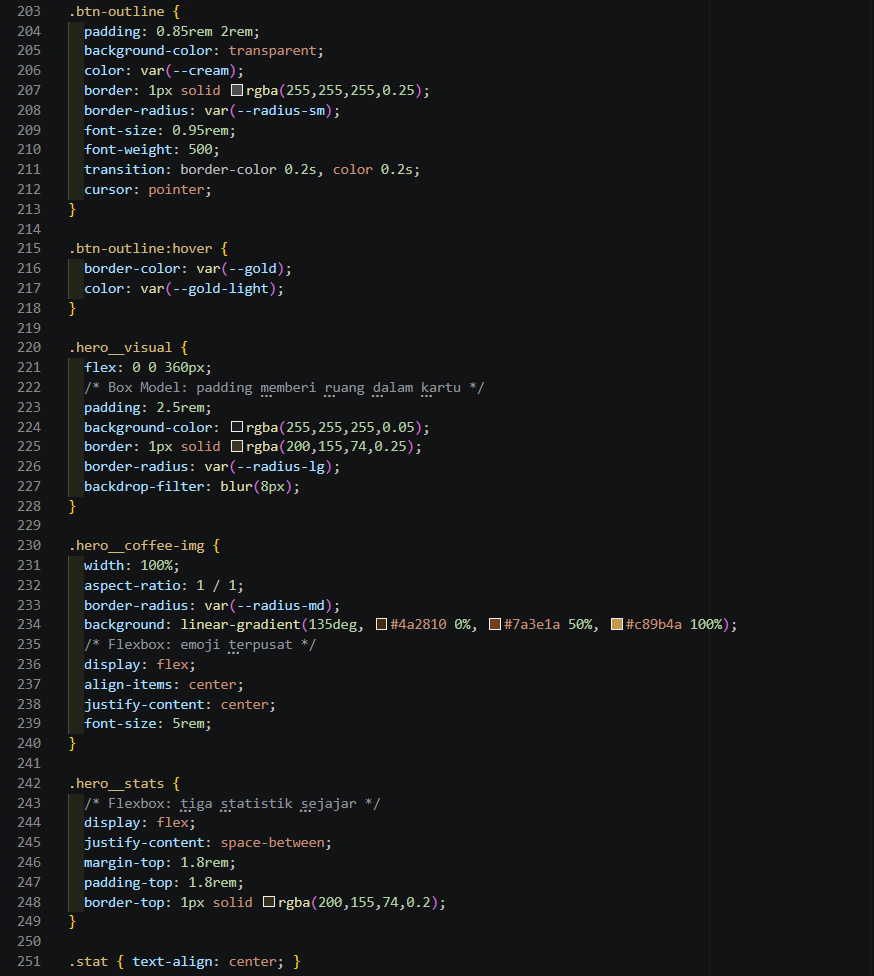 203 .btn-outline {
204 padding: 0.85rem 2rem;
205 background-color: transparent;
206 color: var(--cream);
207 border: 1px solid rgba(255,255,255,0.25);
208 border-radius: var(--radius-sm);
209 font-size: 0.95rem;
210 font-weight: 500;
211 transition: border-color 0.2s, color 0.2s;
212 cursor: pointer;
213 }
214
215 .btn-outline:hover {
216 border-color: var(--gold);
217 color: var(--gold-light);
218 }
219
220 .hero__visual {
221 flex: 0 0 360px;
222 /* Box Model: padding memberi ruang dalam kartu */
223 padding: 2.5rem;
224 background-color: rgba(255,255,255,0.05);
225 border: 1px solid rgba(200,155,74,0.25);
226 border-radius: var(--radius-lg);
227 backdrop-filter: blur(8px);
228 }
229
230 .hero__coffee-img {
231 width: 100%;
232 aspect-ratio: 1 / 1;
233 border-radius: var(--radius-md);
234 background: linear-gradient(135deg, #4a2810 0%, #7a3e1a 50%, #c89b4a 100%);
235 /* Flexbox: emoji terpusat */
236 display: flex;
237 align-items: center;
238 justify-content: center;
239 font-size: 5rem;
240 }
241
242 .hero__stats {
243 /* Flexbox: tiga statistik sejajar */
244 display: flex;
245 justify-content: space-between;
246 margin-top: 1.8rem;
247 padding-top: 1.8rem;
248 border-top: 1px solid rgba(200,155,74,0.2);
249 }
250
251 .stat { text-align: center; }